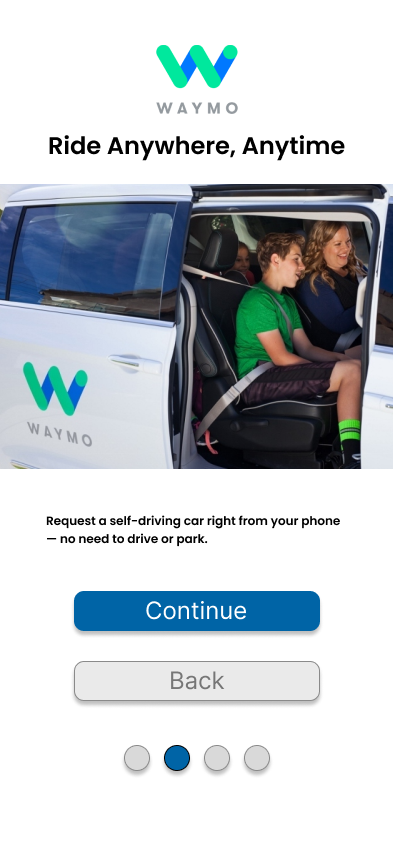 WAYMO
Ride Anywhere, Anytime
WAYMO
Request a self-driving car right from your phone
— no need to drive or park.
Continue
Back